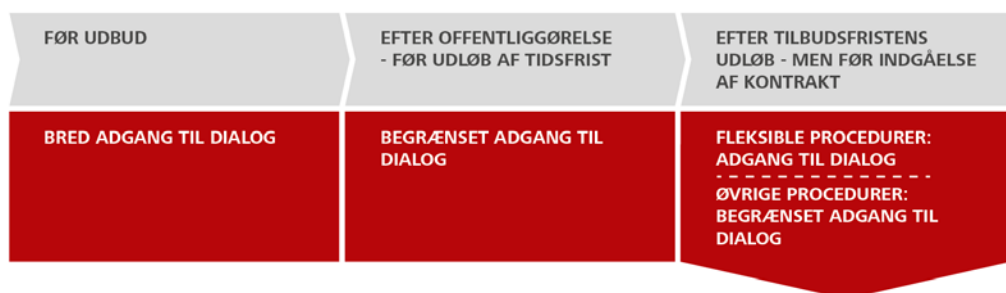 FØR UDBUD
EFTER OFFENTLIGGØRELSE
- FØR UDLØB AF TIDSFRIST
EFTER TILBUDSFRISTENS
UDLØB - MEN FØR INDGÅELSE
AF KONTRAKT
BRED ADGANG TIL DIALOG
BEGRÆNSET ADGANG TIL
DIALOG
FLEKSIBLE PROCEDURER:
ADGANG TIL DIALOG
ØVRIGE PROCEDURER:
BEGRÆNSET ADGANG TIL
DIALOG